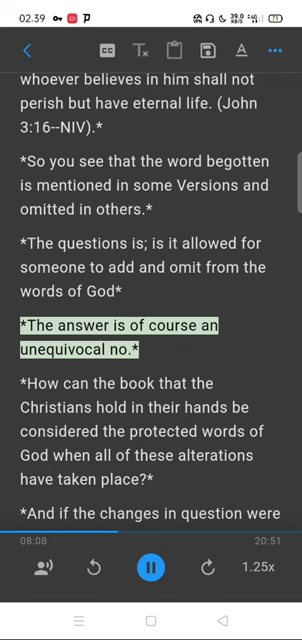 02.39
39.0
KB/S
71
CC
whoever believes in him shall not
perish but have eternal life. (John
3:16--NIV).*
*So you see that the word begotten
is mentioned in some Versions and
omitted in others.*
*The questions is; is it allowed for
someone to add and omit from the
words of God*
*The answer is of course an
unequivocal no.*
*How can the book that the
Christians hold in their hands be
considered the protected words of
God when all of these alterations
have taken place?*
*And if the changes in question were
08:08
20:51
1.25x